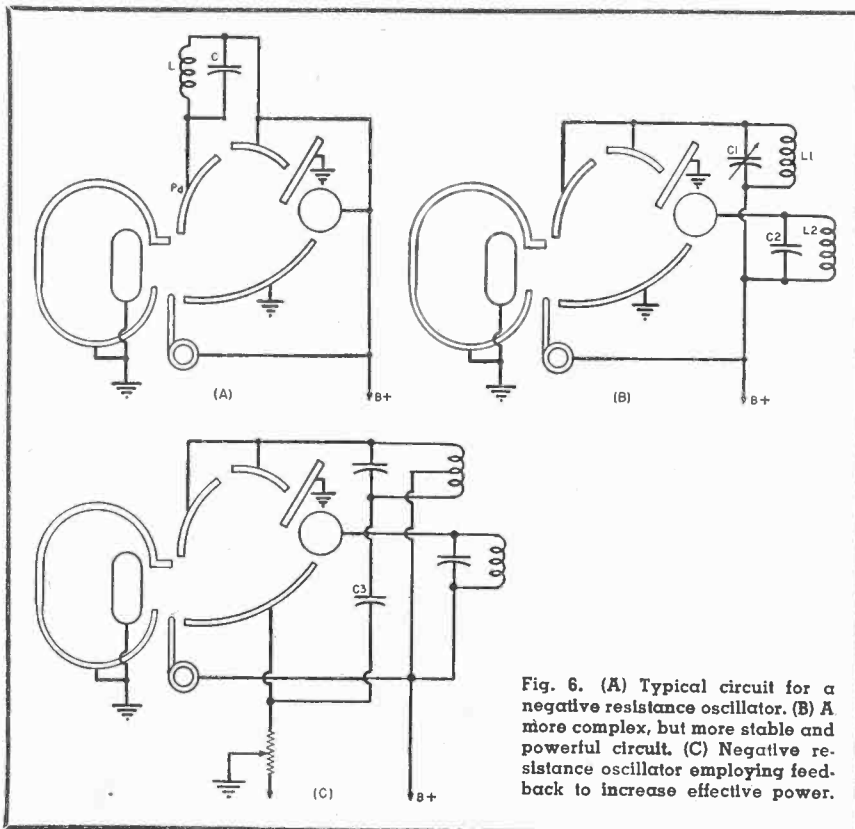 L
C
Pd
(A)
B+
C1
L1
C2
L2
(B)
B+
C3
(C)
B+
Fig. 6. (A) Typical circuit for a
negative resistance oscillator. (B) A
more complex, but more stable and
powerful circuit. (C) Negative re-
sistance oscillator employing feed-
back to increase effective power.